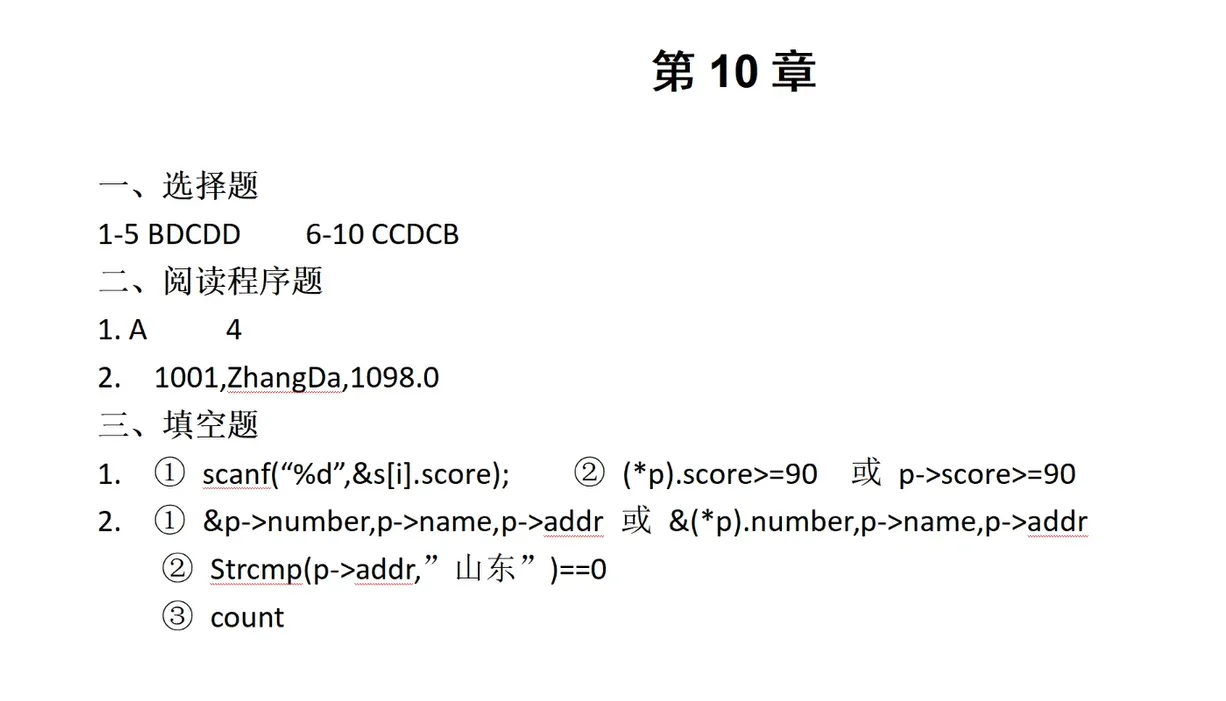 第 10 章
一、选择题
1-5 BDCDD 6-10 CCDCB
二、阅读程序题
1. A 4
2. 1001,ZhangDa,1098.0
三、填空题
1. ① scanf(“%d”,&s[i].score); ② (*p).score>=90 或 p->score>=90
2. ① &p->number,p->name,p->addr 或 &(*p).number,p->name,p->addr
② Strcmp(p->addr,”山东”)==0
③ count